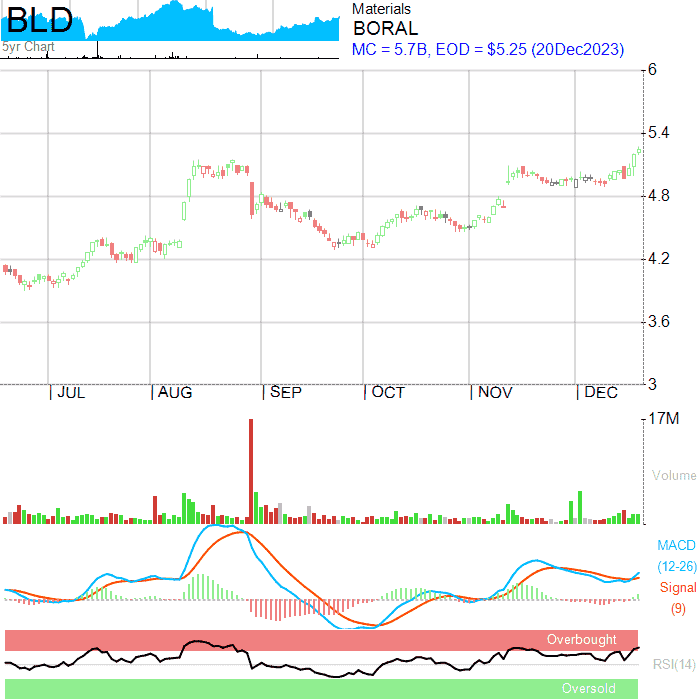 BLD
5yr Chart
Materials
BORAL
MC = 5.7B, EOD = $5.25 (20Dec2023)
6
5.4
4.8
4.2
3.6
3
JUL AUG SEP OCT NOV DEC
17M
Volume
MACD
(12-26)
Signal
(9)
Overbought
RSI(14)
Oversold